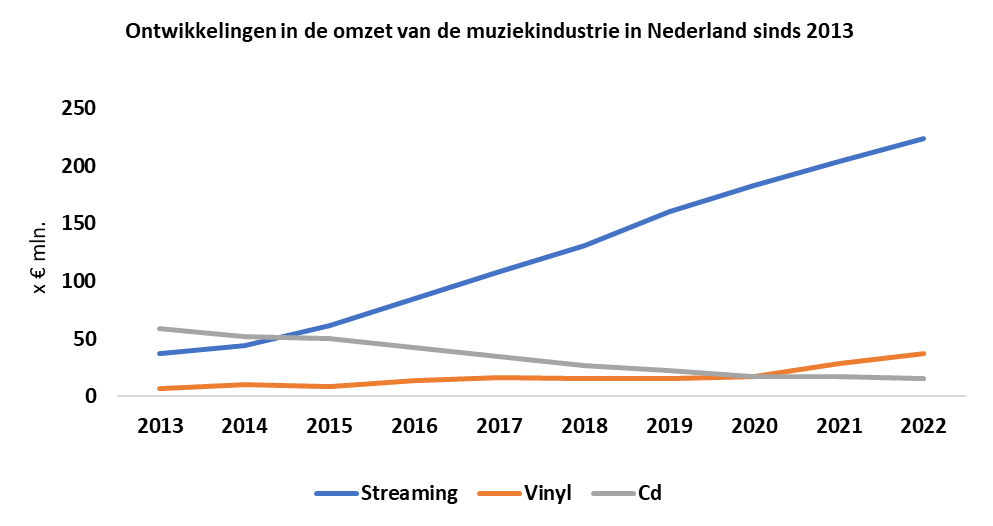 Ontwikkelingen in de omzet van de muziekindustrie in Nederland sinds 2013
x € mln.
250
200
150
100
50
0
2013 2014 2015 2016 2017 2018 2019 2020 2021 2022
Streaming Vinyl Cd